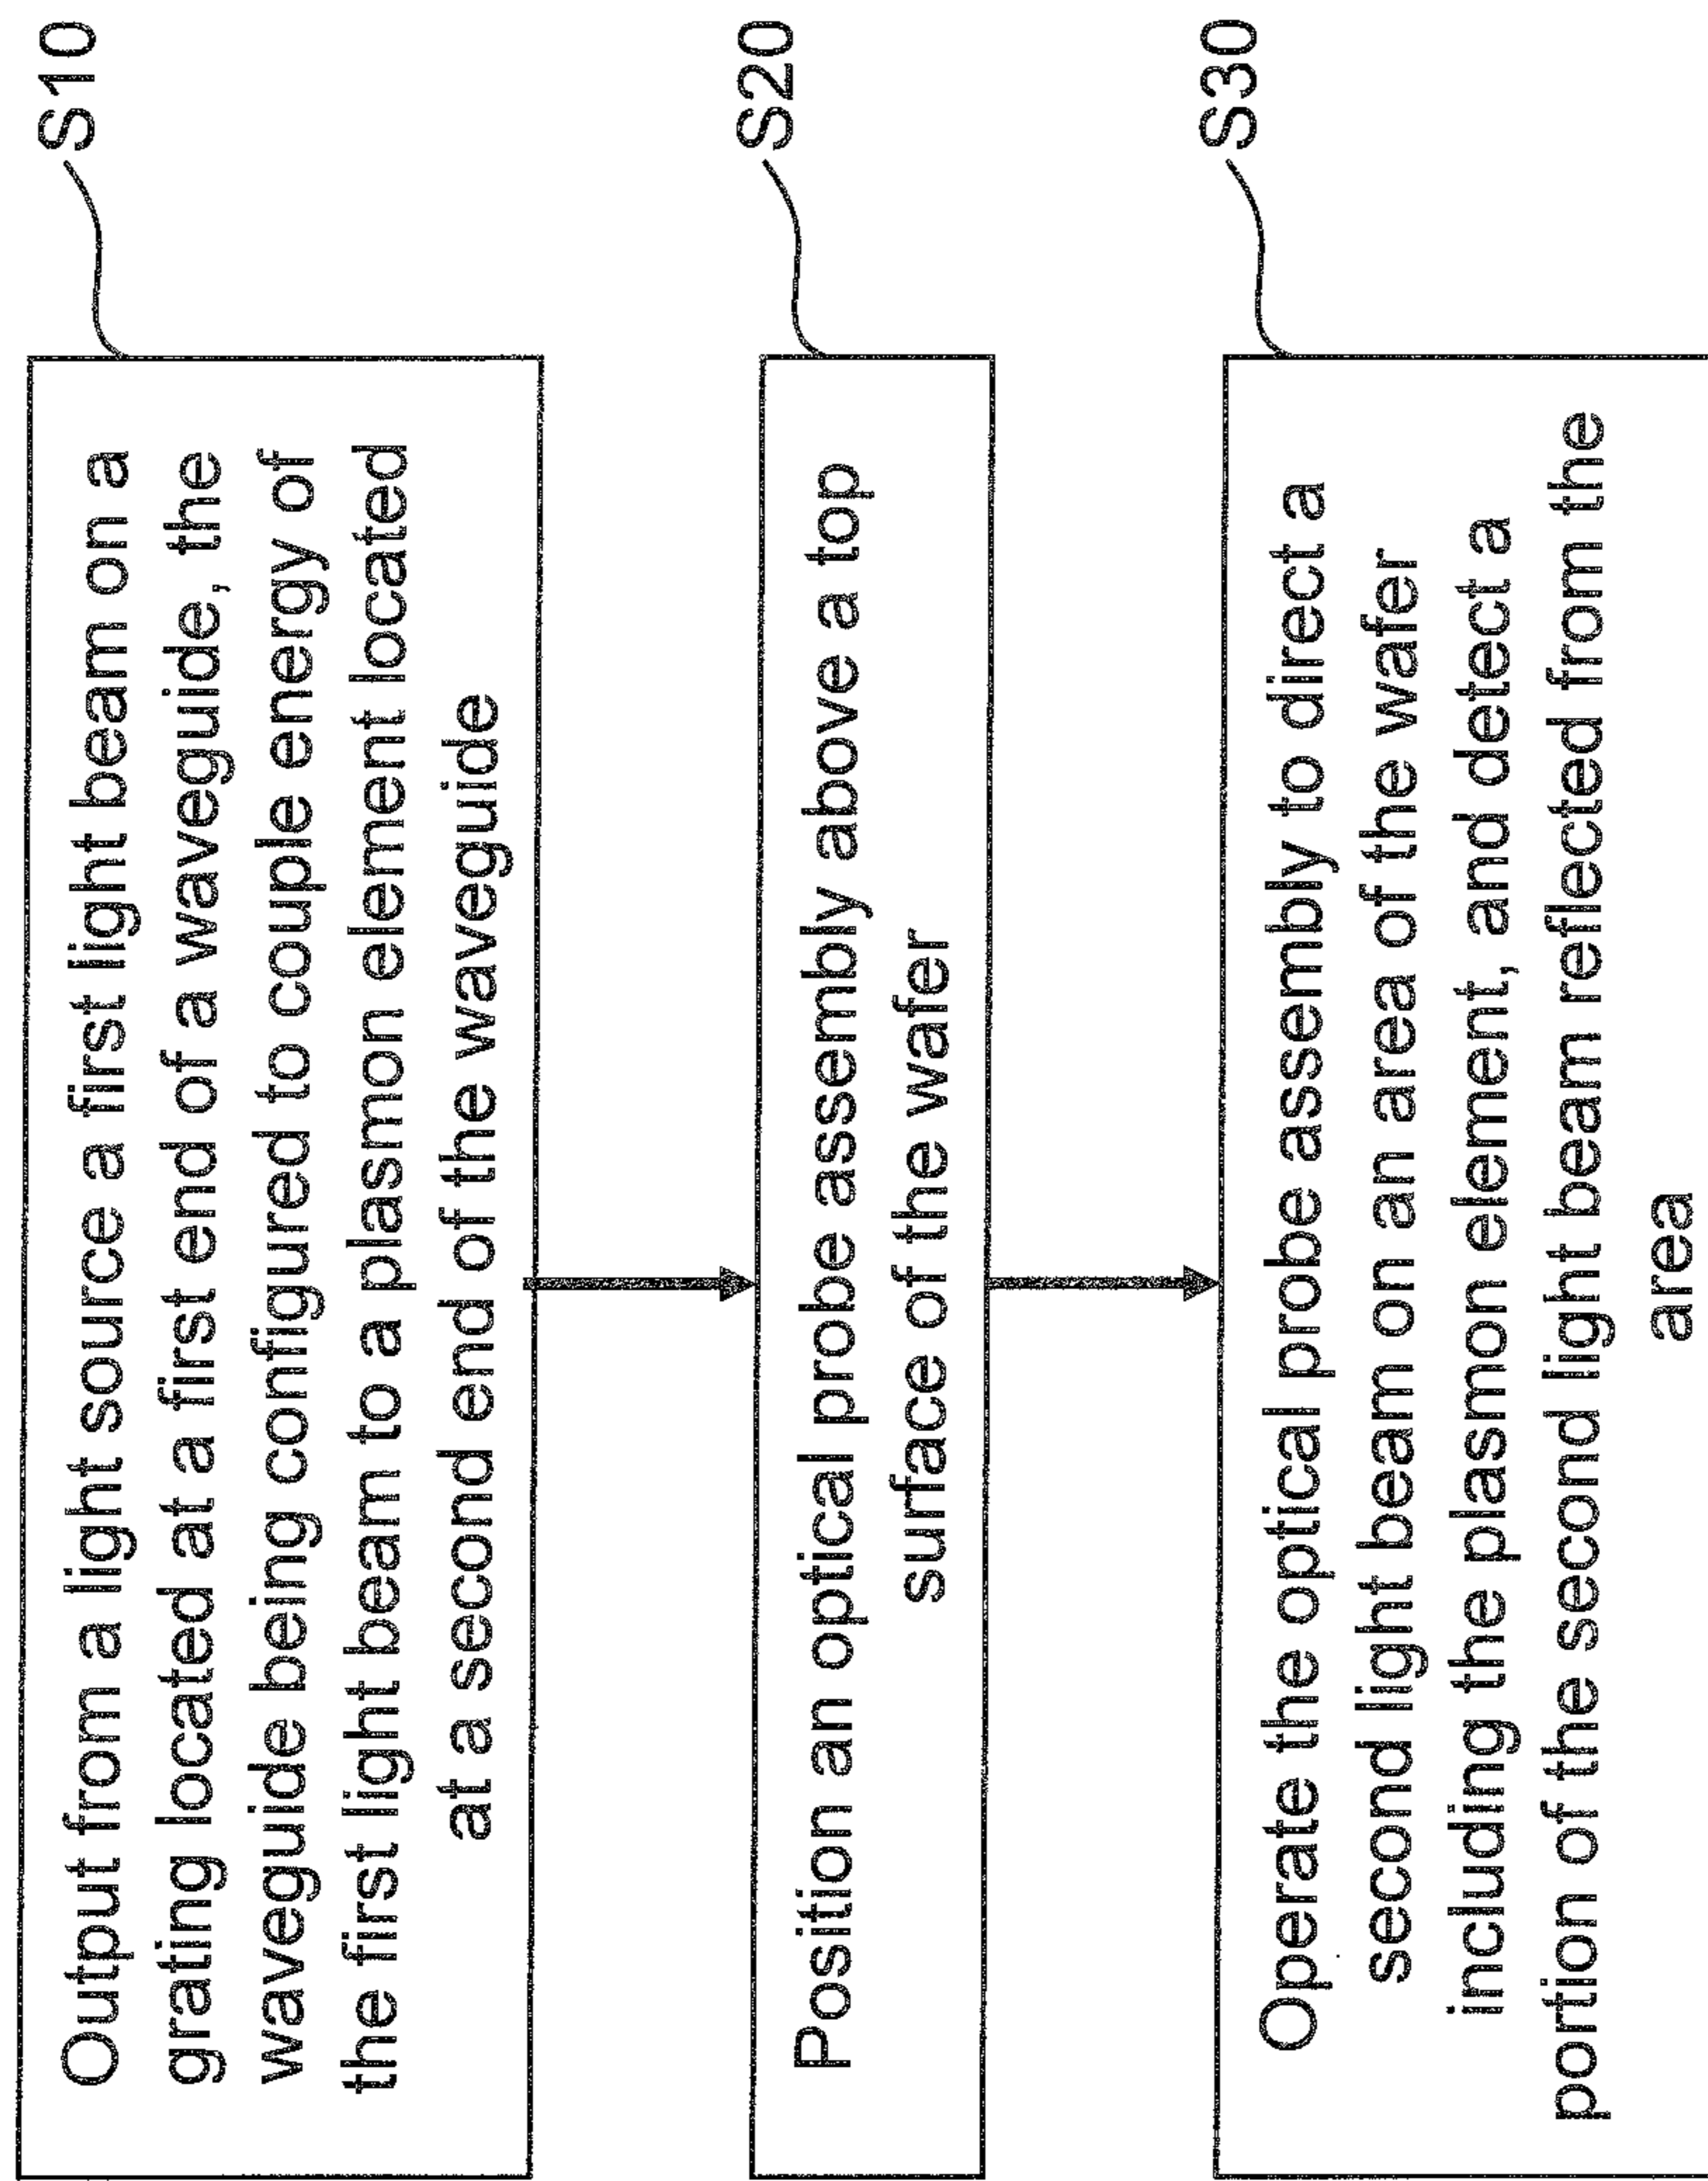 Output from a light source a first light beam on a
grating located at a first end of a waveguide, the
waveguide being configured to couple energy of
the first light beam to a plasmon element located
at a second end of the waveguide
S10
Position an optical probe assembly above a top
surface of the wafer
S20
Operate the optical probe assembly to direct a
second light beam on an area of the wafer
including the plasmon element, and detect a
portion of the second light beam reflected from the
area
S30